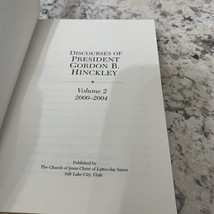 DISCOURSES OF
PRESIDENT
GORDON B.
HINCKLEY
Volume 2
2000–2004
Published by
The Church of Jesus Christ of Latter-day Saints
Salt Lake City, Utah